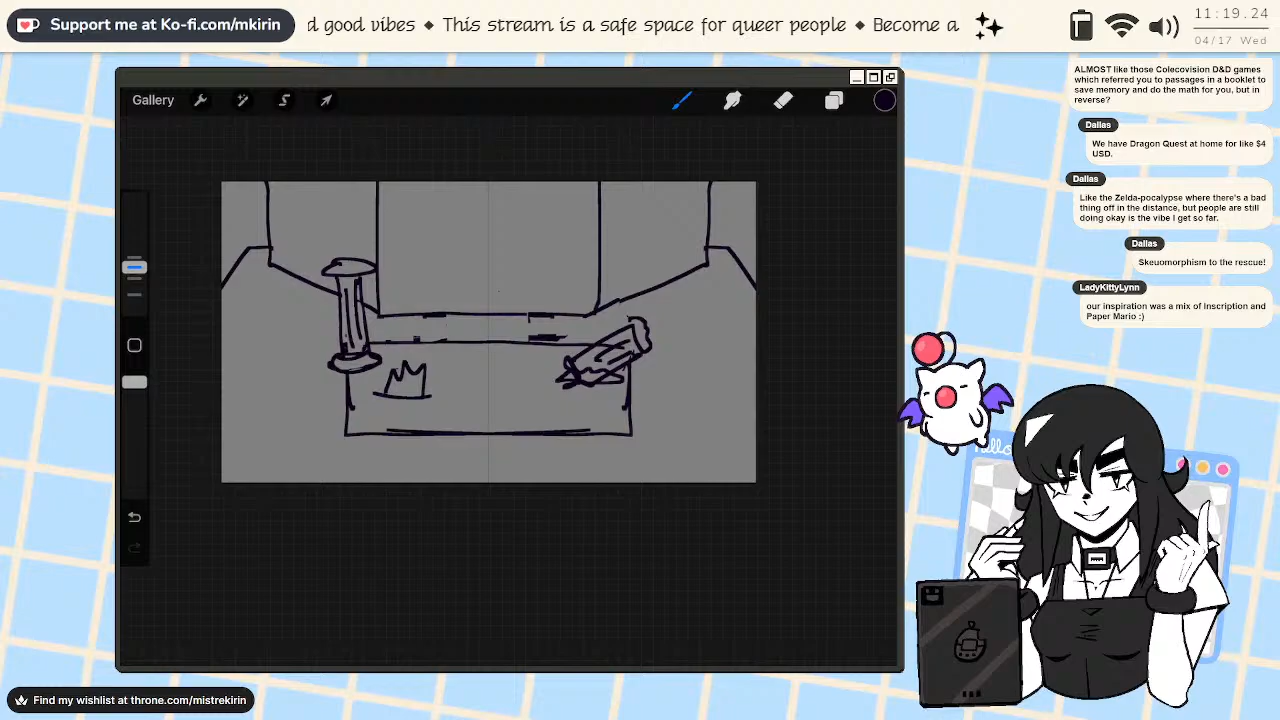 Support me at Ko-fi.com/mkirin
d good vibes ◆ This stream is a safe space for queer people ◆ Become a
11:19.24
04/17 Wed
Gallery
ALMOST like those Colecovision D&D games
which referred you to passages in a booklet to
save memory and do the math for you, but in
reverse?
Dallas
We have Dragon Quest at home for like $4
USD.
Dallas
Like the Zelda-pocalypse where there's a bad
thing off in the distance, but people are still
doing okay is the vibe I get so far.
Dallas
Skeuomorphism to the rescue!
LadyKittyLynn
our inspiration was a mix of Inscription and
Paper Mario :)
Find my wishlist at throne.com/mistrekirin